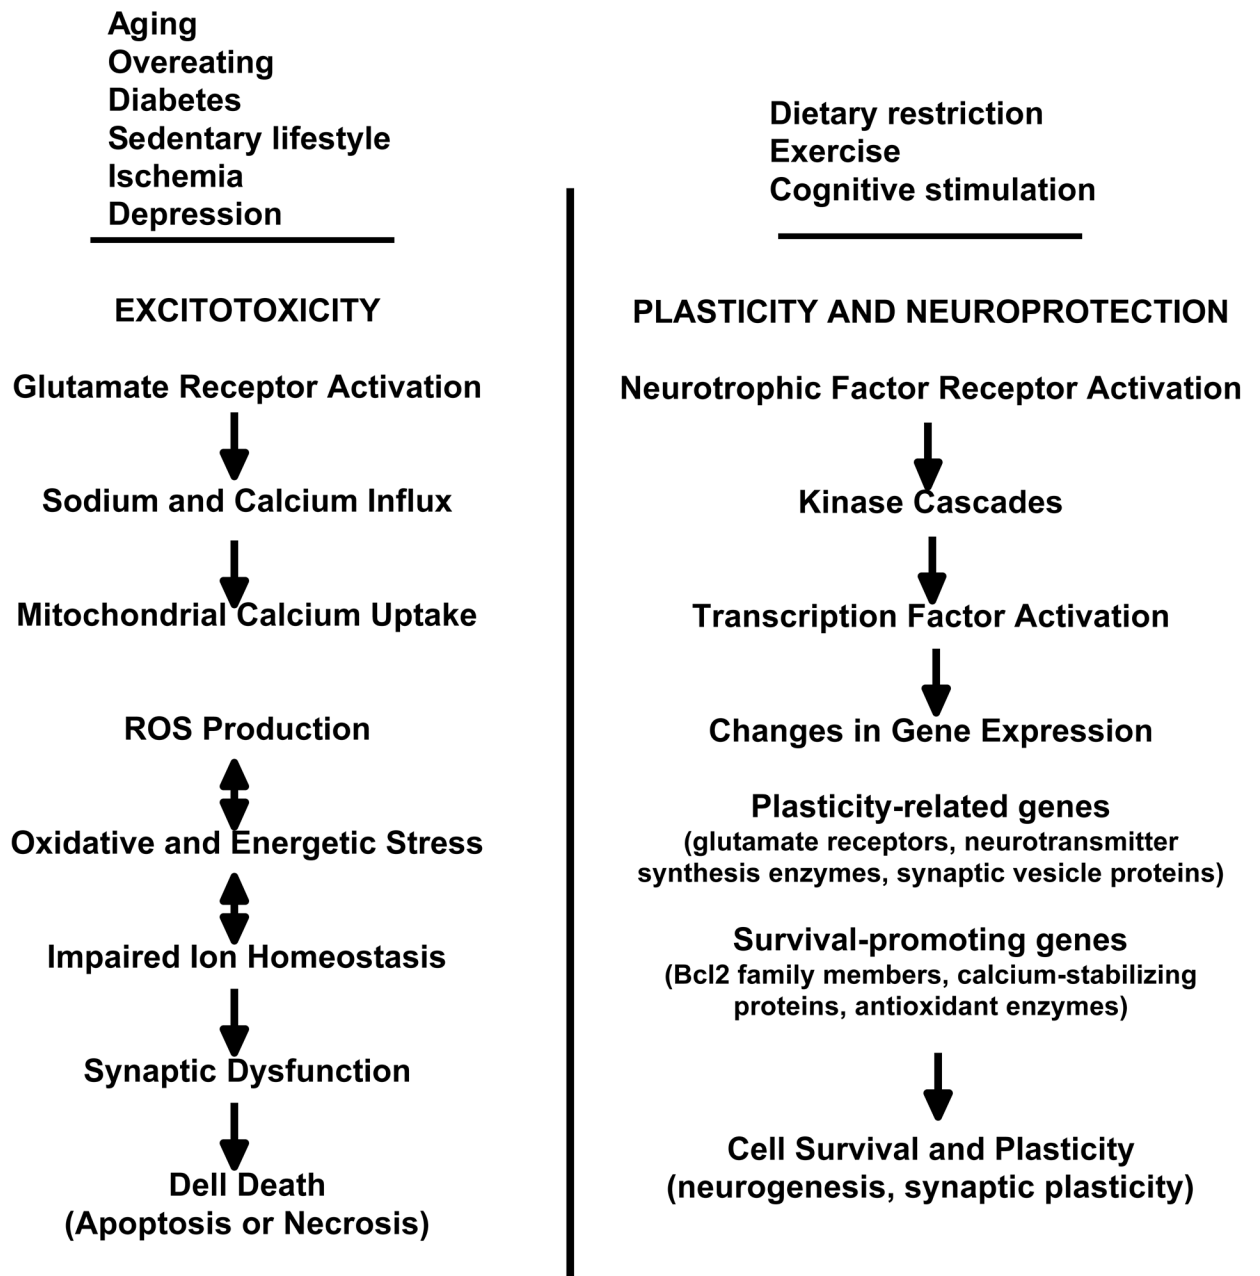 Aging
Overeating
Diabetes
Sedentary lifestyle
Ischemia
Depression
EXCITOTOXICITY
Glutamate Receptor Activation
Sodium and Calcium Influx
Mitochondrial Calcium Uptake
ROS Production
Oxidative and Energetic Stress
Impaired Ion Homeostasis
Synaptic Dysfunction
Dell Death
(Apoptosis or Necrosis)
Dietary restriction
Exercise
Cognitive stimulation
PLASTICITY AND NEUROPROTECTION
Neurotrophic Factor Receptor Activation
Kinase Cascades
Transcription Factor Activation
Changes in Gene Expression
Plasticity-related genes
(glutamate receptors, neurotransmitter
synthesis enzymes, synaptic vesicle proteins)
Survival-promoting genes
(Bcl2 family members, calcium-stabilizing
proteins, antioxidant enzymes)
Cell Survival and Plasticity
(neurogenesis, synaptic plasticity)